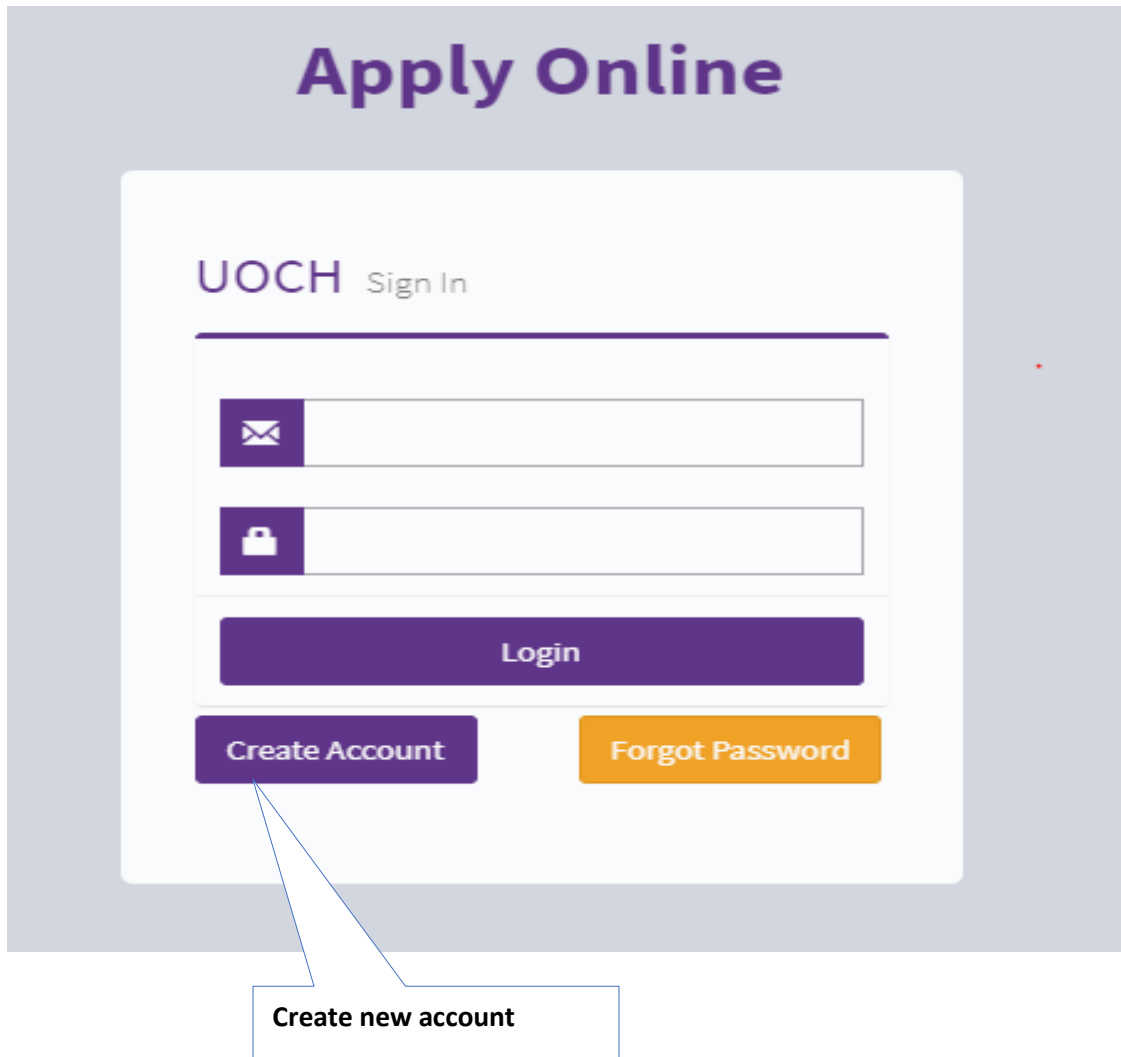 Apply Online
UOCH Sign In
Login
Create Account Forgot Password
Create new account